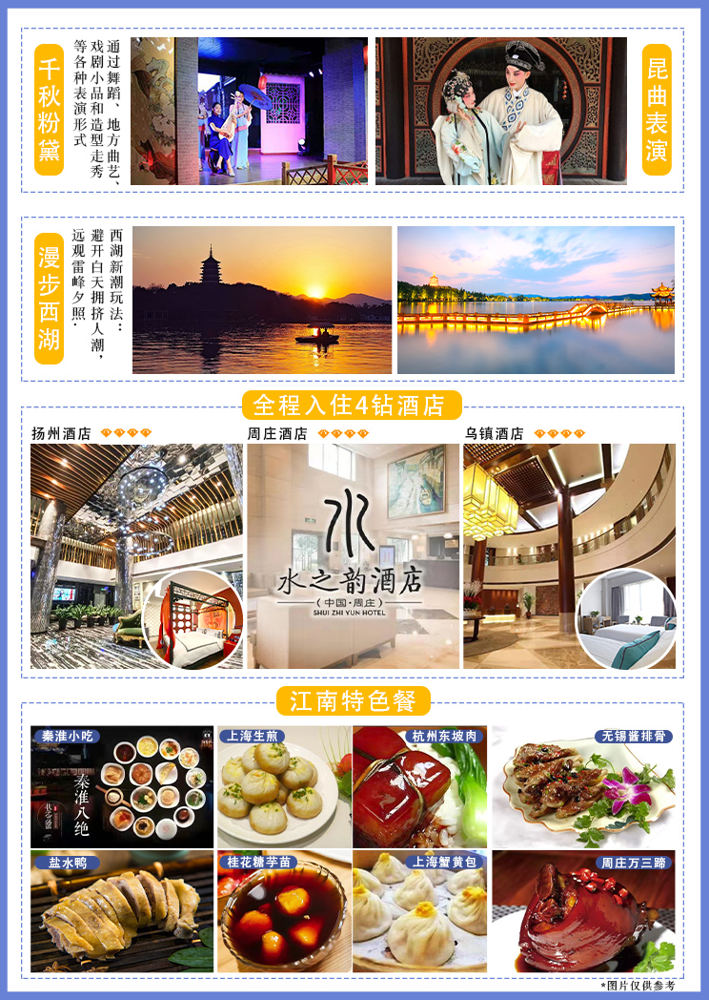 千秋粉黛
通过舞蹈、地方曲艺、
戏剧小品和造型走秀
等各种表演形式
昆曲表演
漫步西湖
西湖新潮玩法：
避开白天拥挤人潮，
远观雷峰夕照·
全程入住4钻酒店
扬州酒店
周庄酒店
乌镇酒店
水之韵酒店
（中国·周庄）
SHUI ZHI YUN HOTEL
江南特色餐
秦淮小吃
秦淮八绝
上海生煎
杭州东坡肉
无锡酱排骨
盐水鸭
桂花糖芋苗
上海蟹黄包
周庄万三蹄
*图片仅供参考